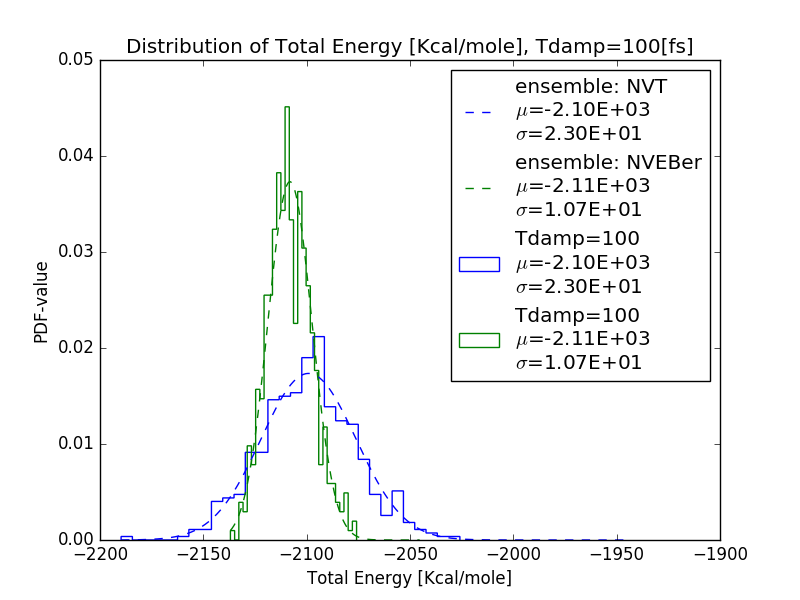 Distribution of Total Energy [Kcal/mole], Tdamp=100[fs]
0.05
0.04
0.03
0.02
0.01
0.00
PDF-value
ensemble: NVT
μ=-2.10E+03
σ=2.30E+01
ensemble: NVEBer
μ=-2.11E+03
σ=1.07E+01
Tdamp=100
μ=-2.10E+03
σ=2.30E+01
Tdamp=100
μ=-2.11E+03
σ=1.07E+01
−2200 −2150 −2100 −2050 −2000 −1950 −1900
Total Energy [Kcal/mole]